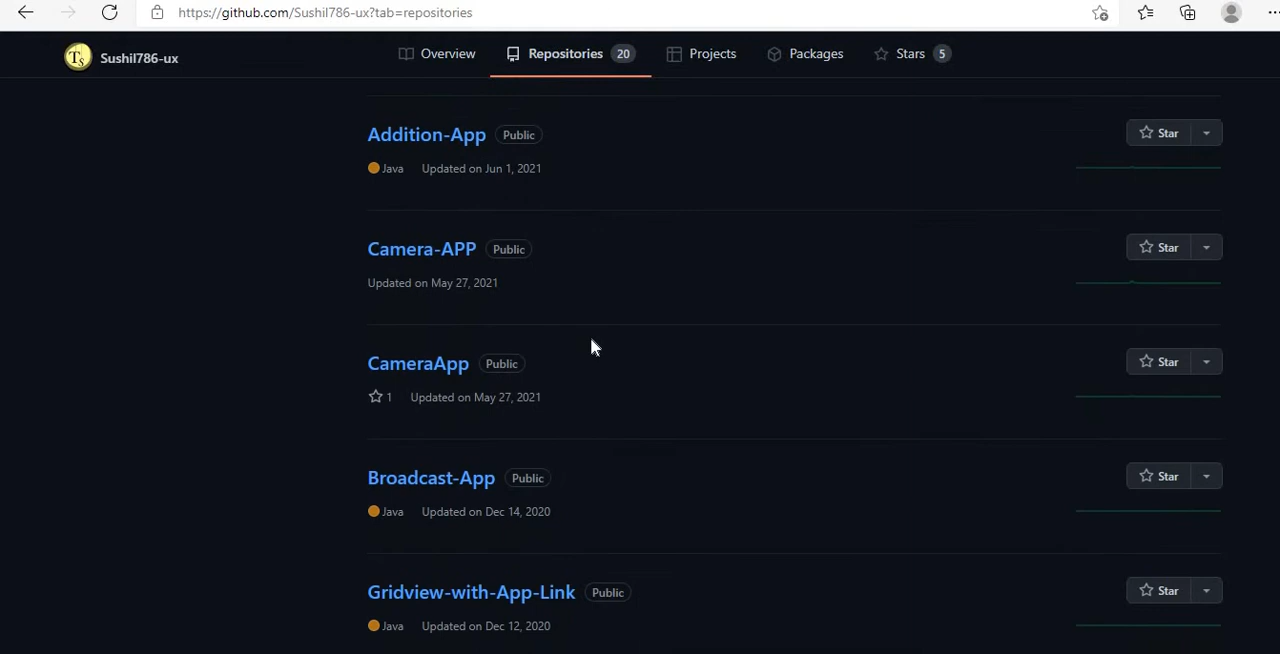 https://github.com/Sushil786-ux?tab=repositories
Ts Sushil786-ux Overview Repositories 20 Projects Packages Stars 5
Addition-App Public Star
Java Updated on Jun 1, 2021
Camera-APP Public Star
Updated on May 27, 2021
CameraApp Public Star
1 Updated on May 27, 2021
Broadcast-App Public Star
Java Updated on Dec 14, 2020
Gridview-with-App-Link Public Star
Java Updated on Dec 12, 2020